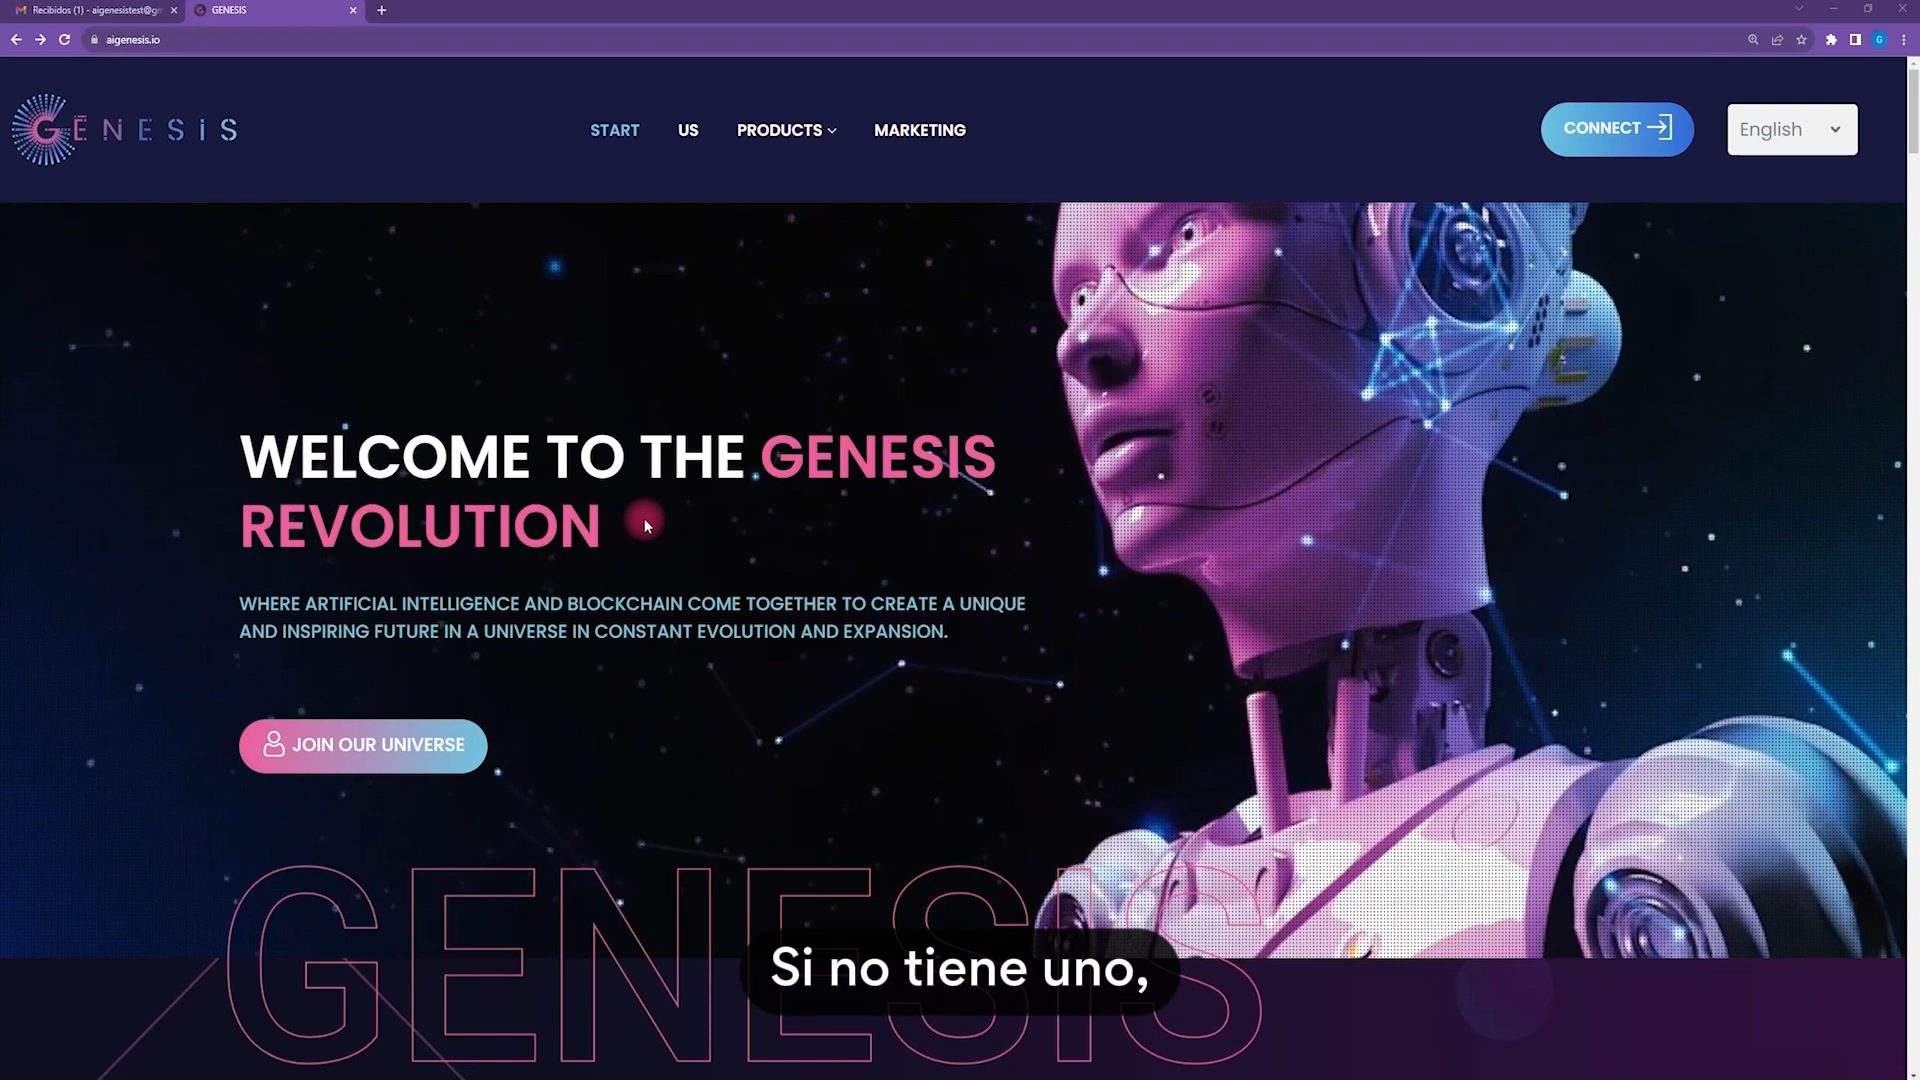 Recibidos (1) - aigenesistest@gm
GENESIS
aigenesis.io
G
GENESIS
START
US
PRODUCTS
MARKETING
CONNECT
English
WELCOME TO THE GENESIS
REVOLUTION
WHERE ARTIFICIAL INTELLIGENCE AND BLOCKCHAIN COME TOGETHER TO CREATE A UNIQUE
AND INSPIRING FUTURE IN A UNIVERSE IN CONSTANT EVOLUTION AND EXPANSION.
JOIN OUR UNIVERSE
GENESIS
Si no tiene uno,